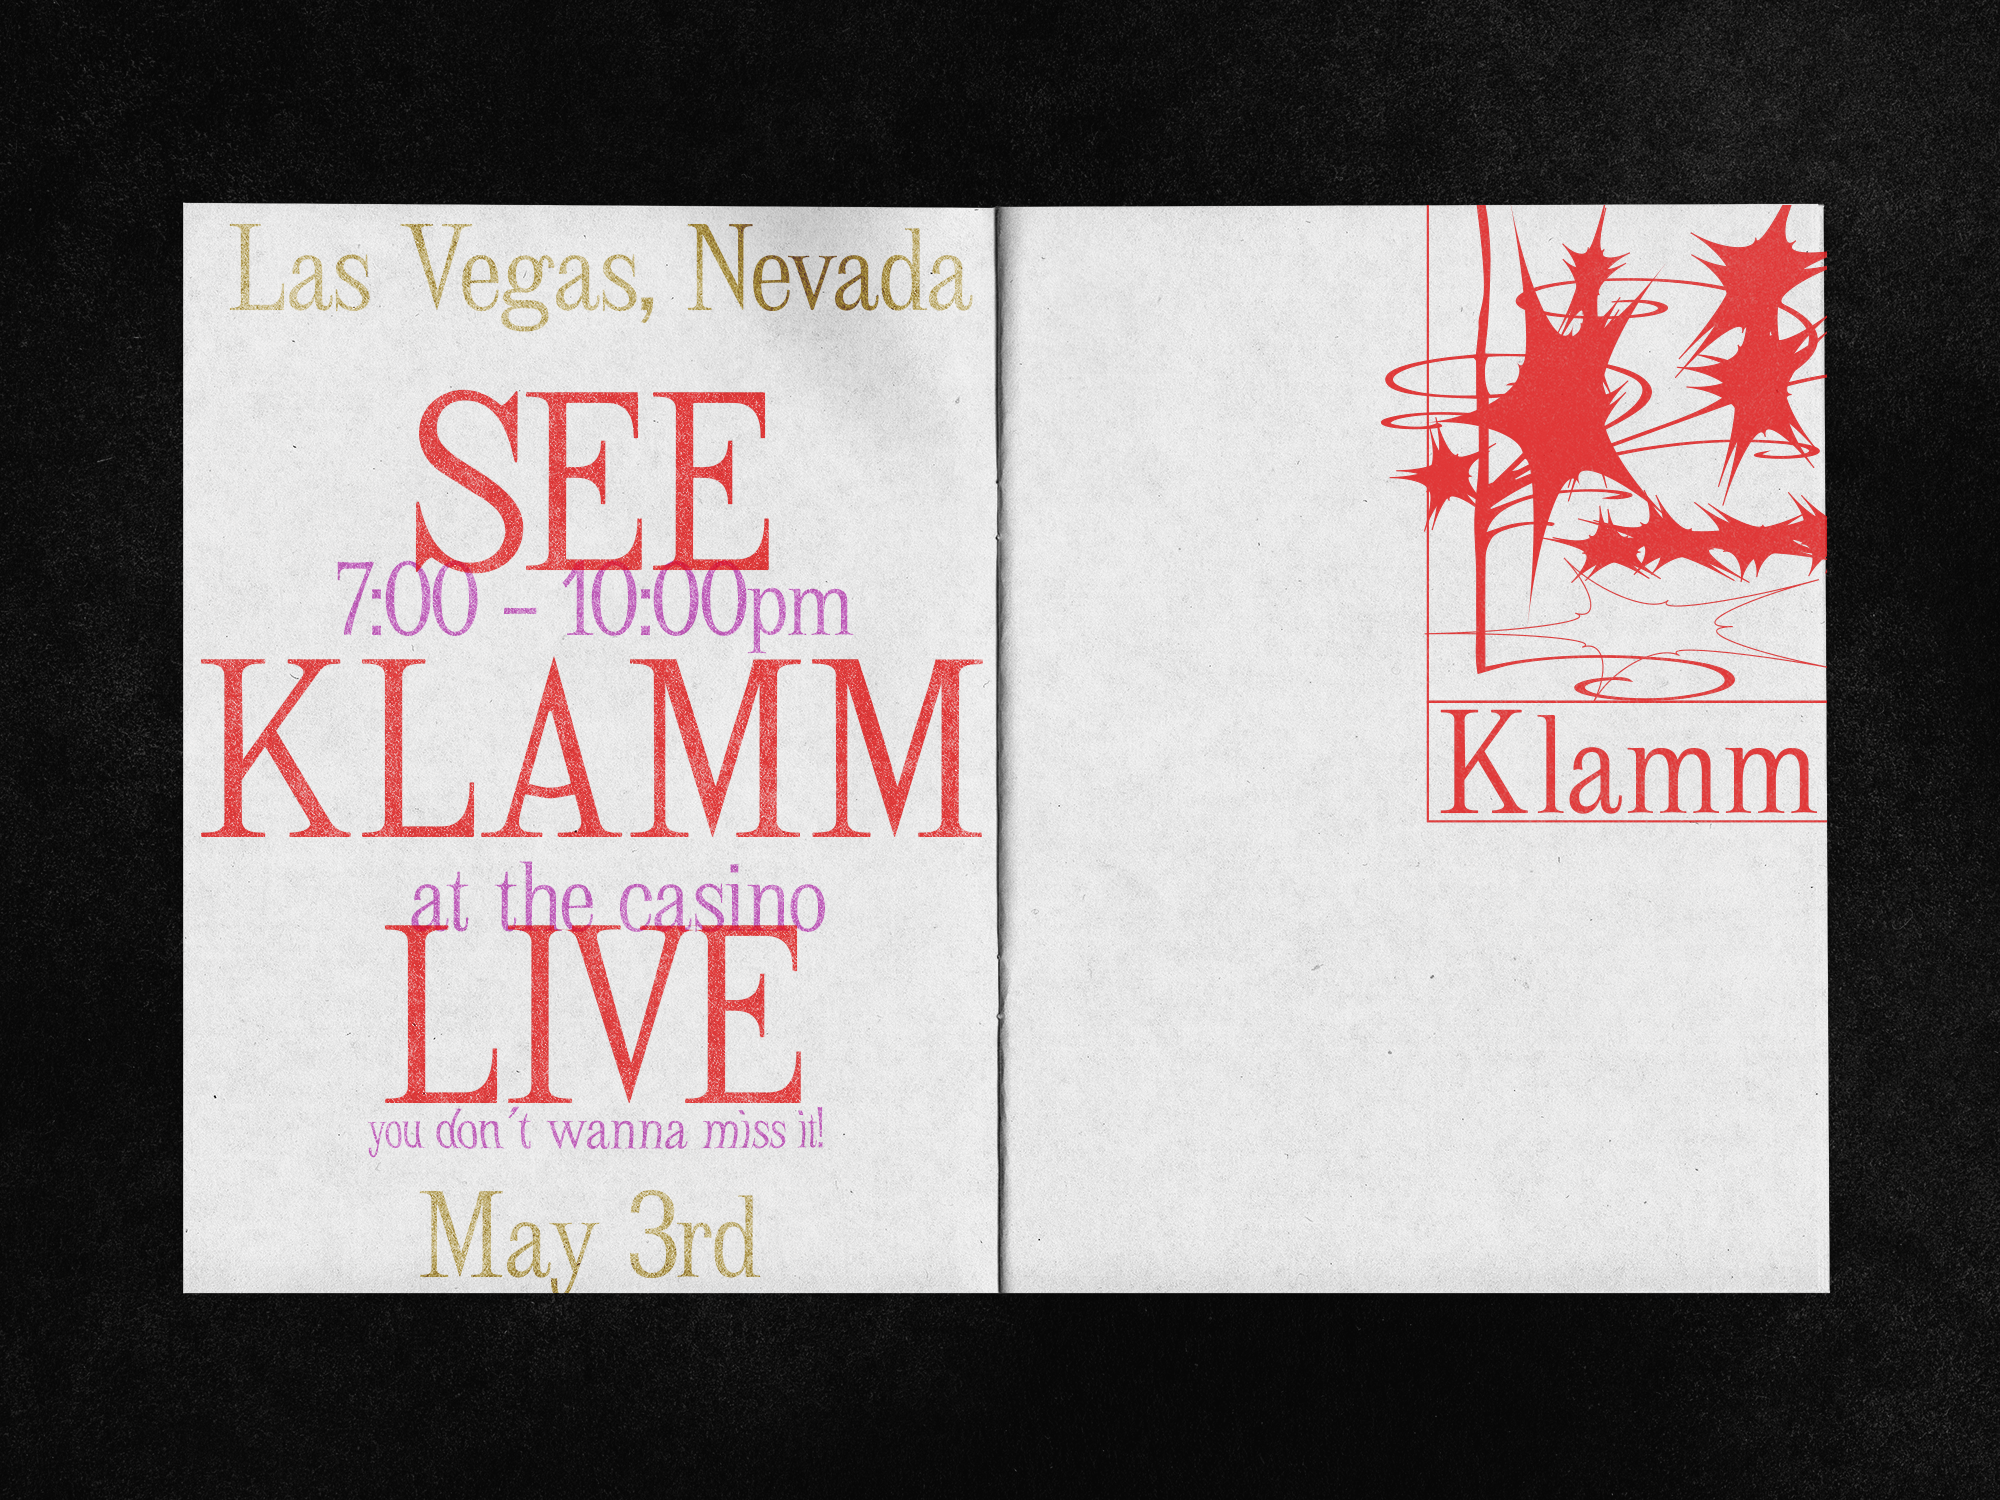 Las Vegas, Nevada
SEE
7:00 – 10:00pm
KLAMM
at the casino
LIVE
you don´t wanna miss it!
May 3rd
Klamm